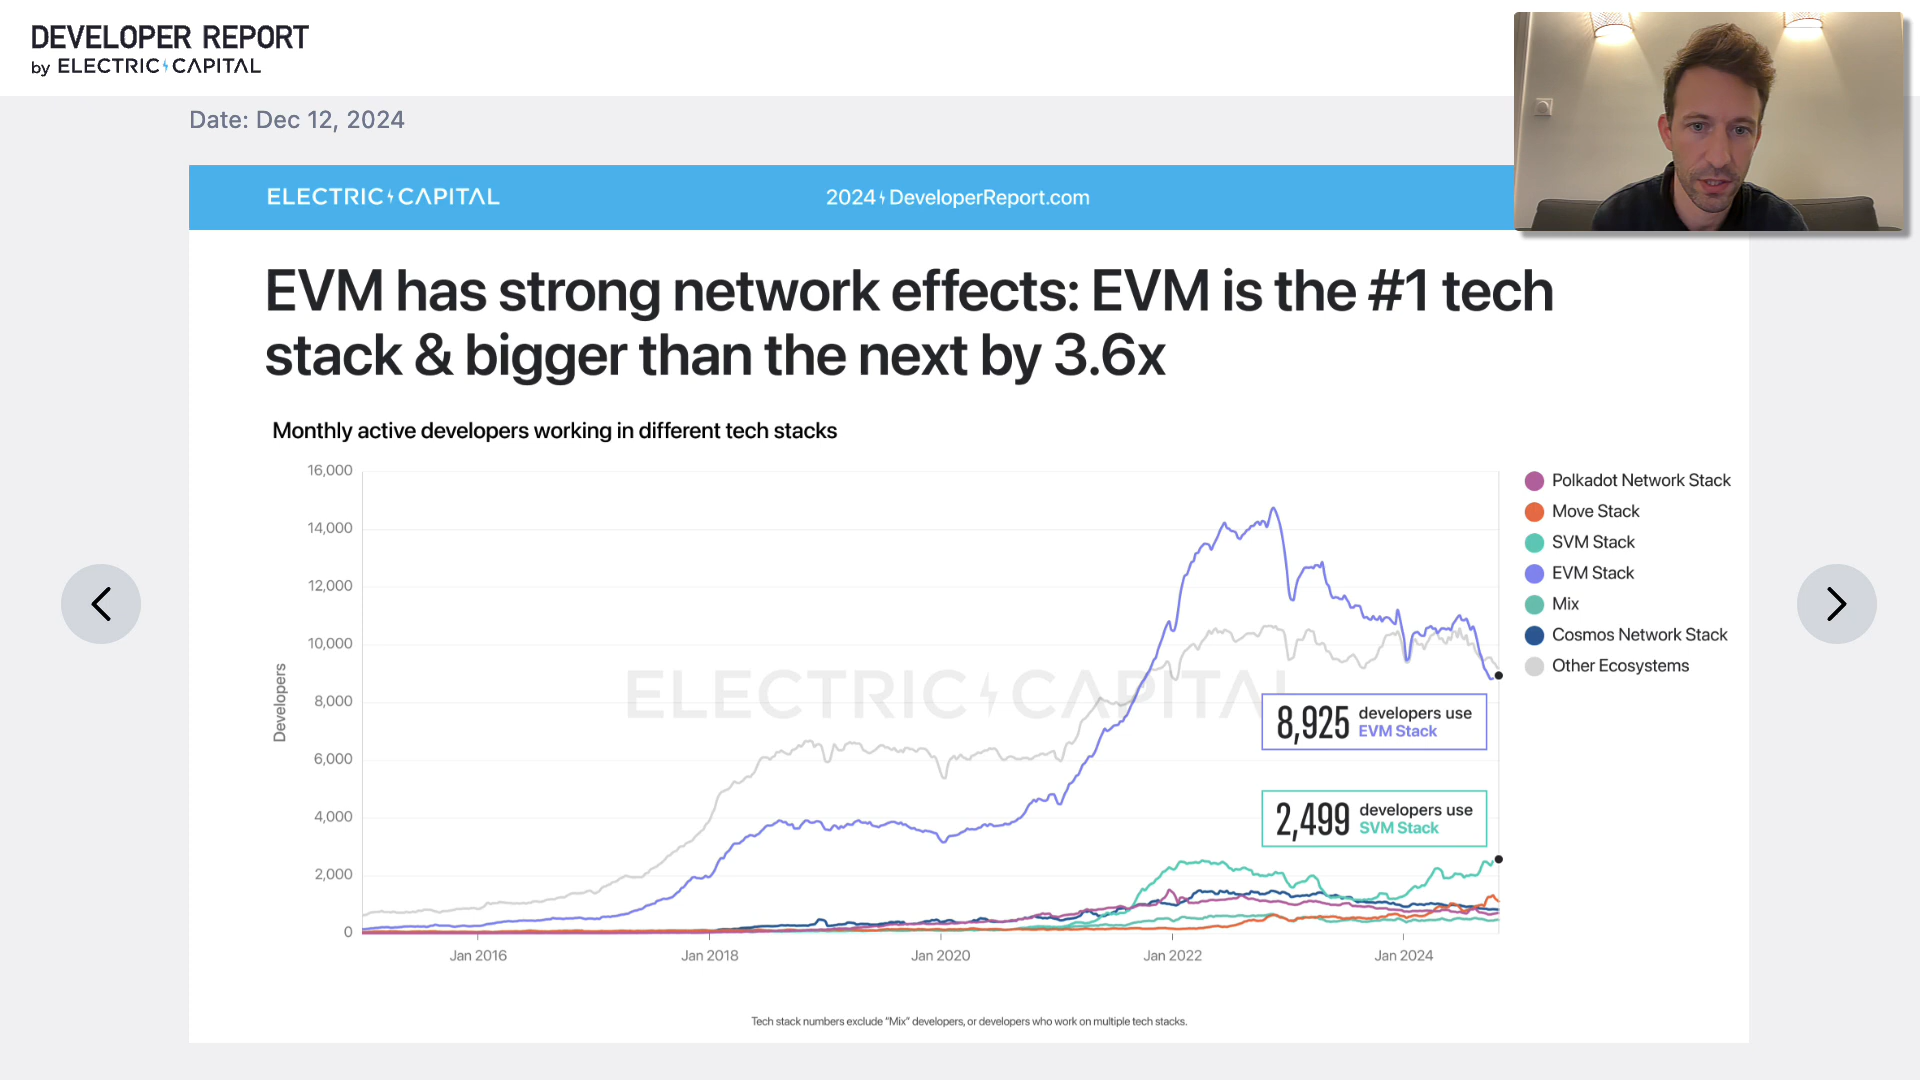 DEVELOPER REPORT
by ELECTRIC CAPITAL
Date: Dec 12, 2024
ELECTRIC CAPITAL
2024 DeveloperReport.com
EVM has strong network effects: EVM is the #1 tech
stack & bigger than the next by 3.6x
Monthly active developers working in different tech stacks
16,000
14,000
12,000
10,000
8,000
6,000
4,000
2,000
0
Developers
ELECTRIC CAPITAL
8,925 developers use
EVM Stack
2,499 developers use
SVM Stack
Jan 2016
Jan 2018
Jan 2020
Jan 2022
Jan 2024
Polkadot Network Stack
Move Stack
SVM Stack
EVM Stack
Mix
Cosmos Network Stack
Other Ecosystems
Tech stack numbers exclude “Mix” developers, or developers who work on multiple tech stacks.